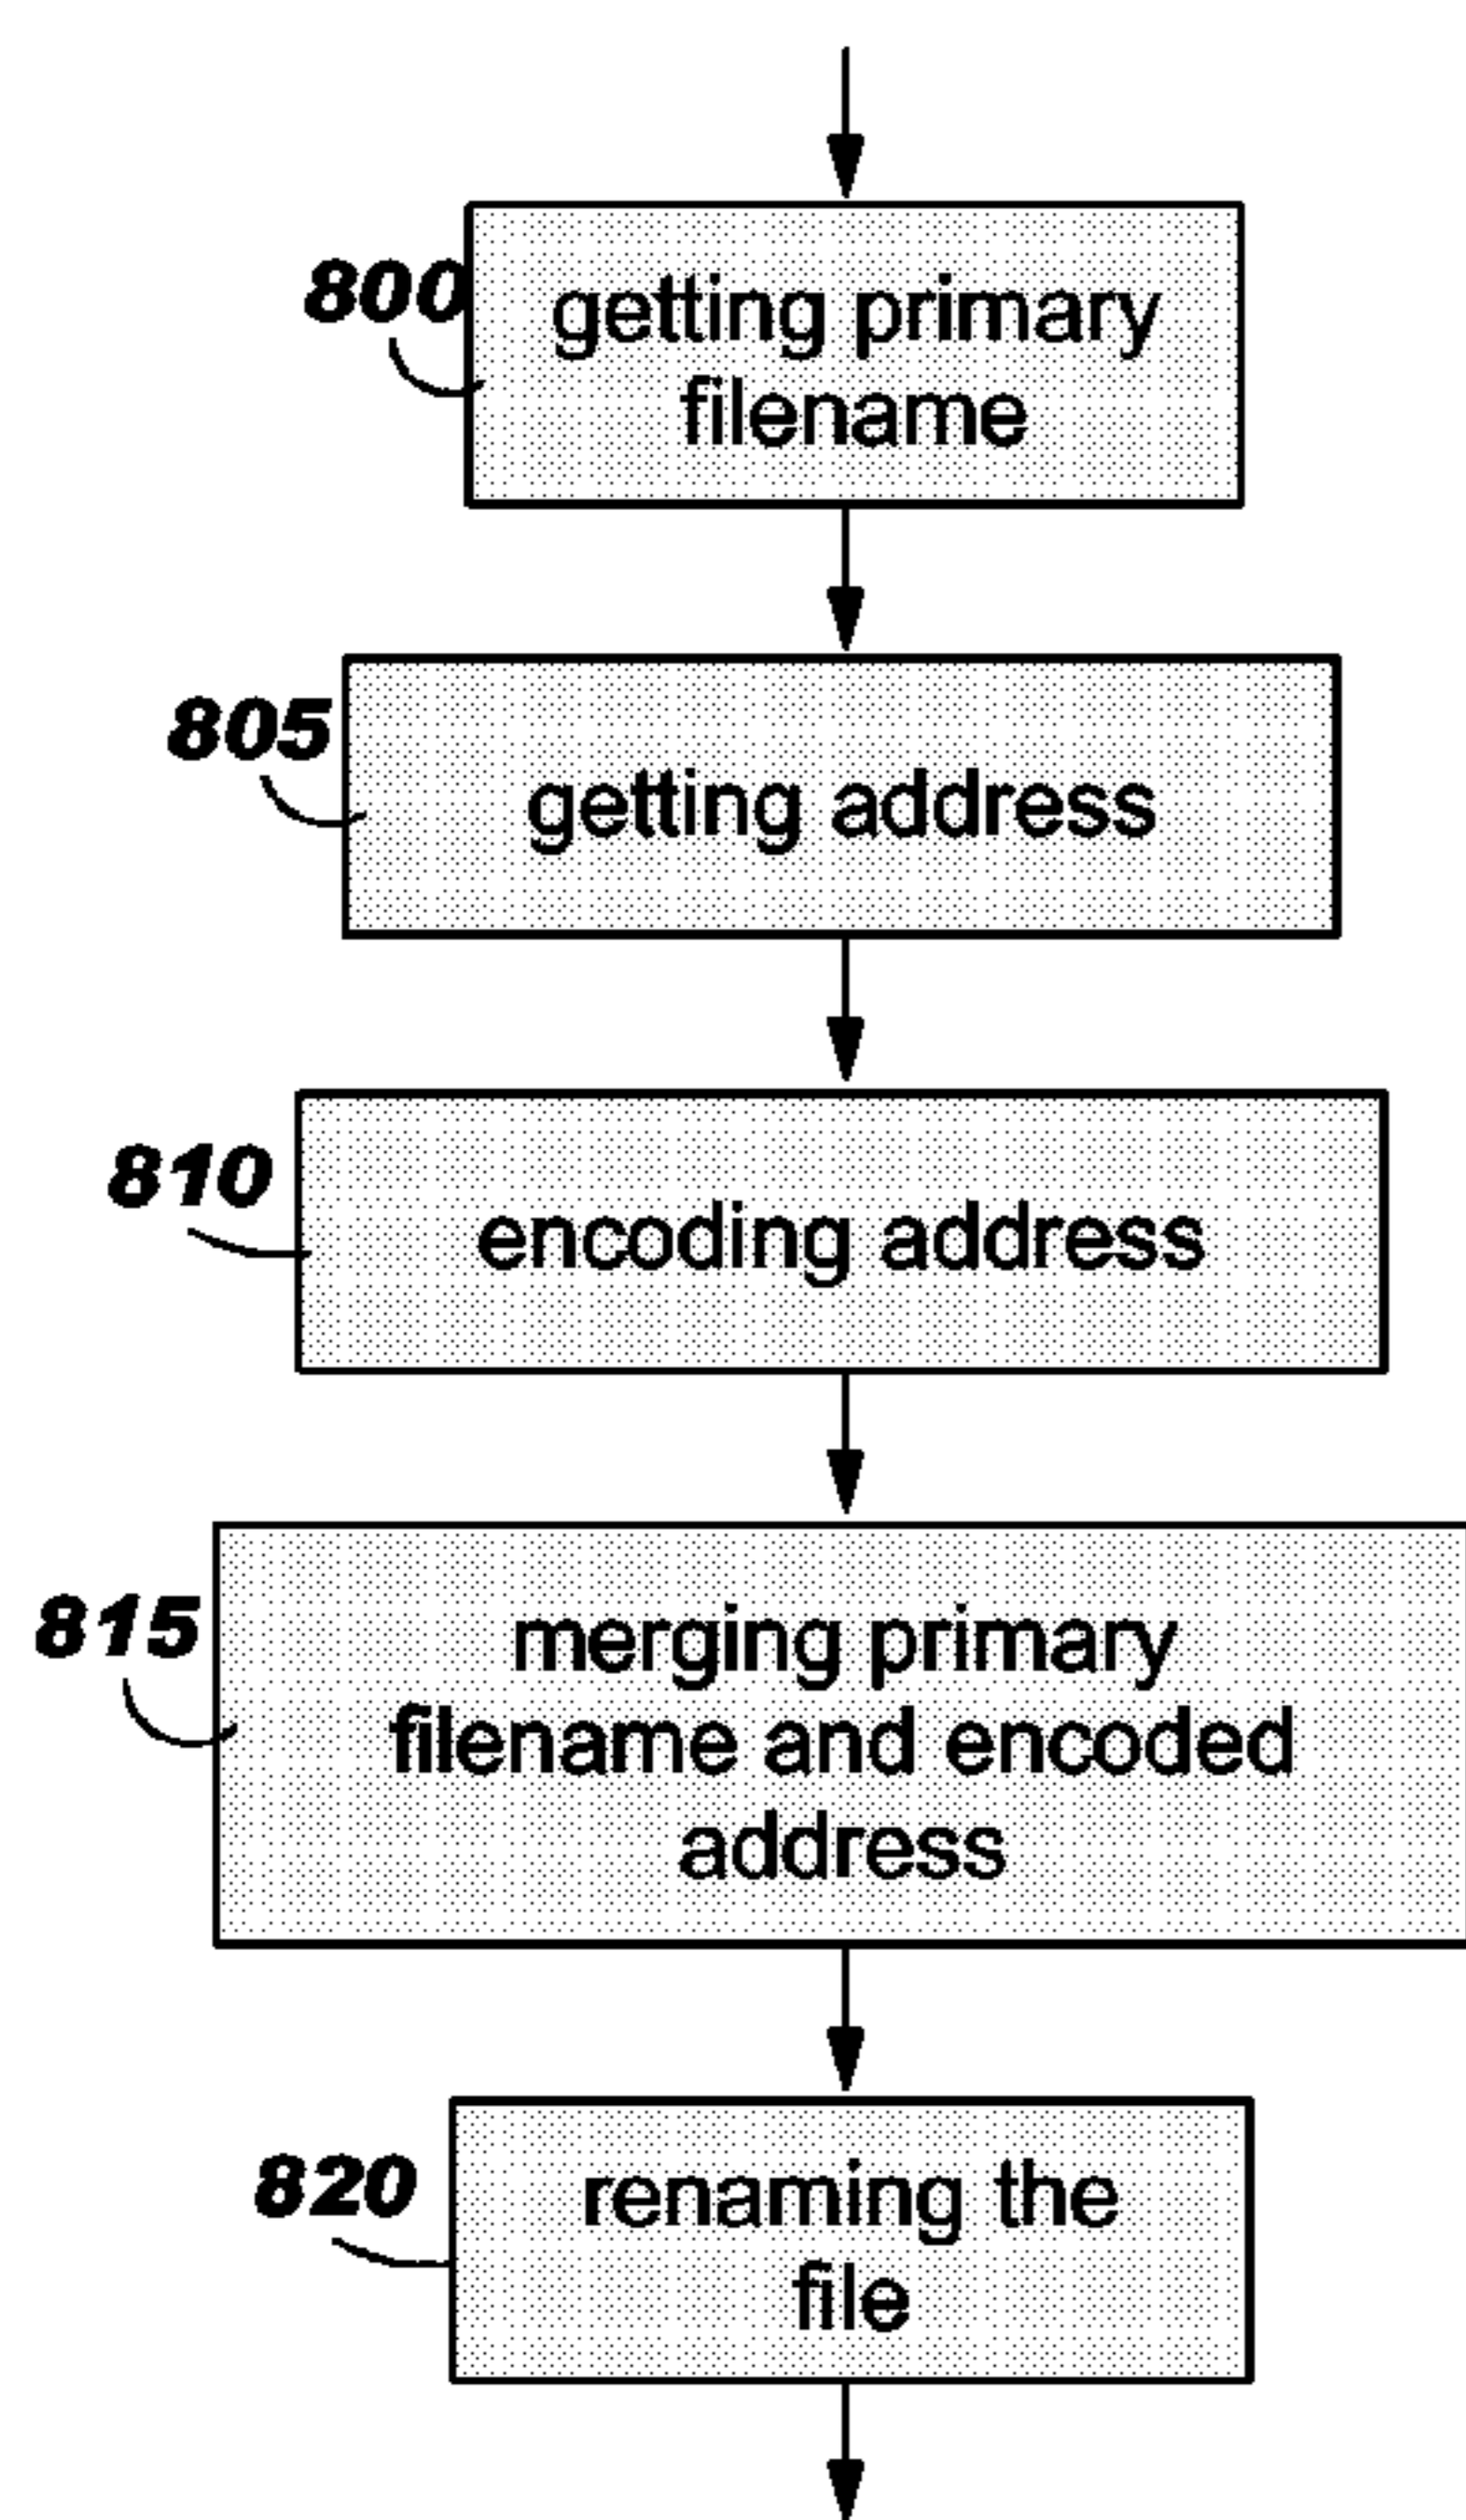 800
getting primary
filename
805
getting address
810
encoding address
815
merging primary
filename and encoded
address
820
renaming the
file